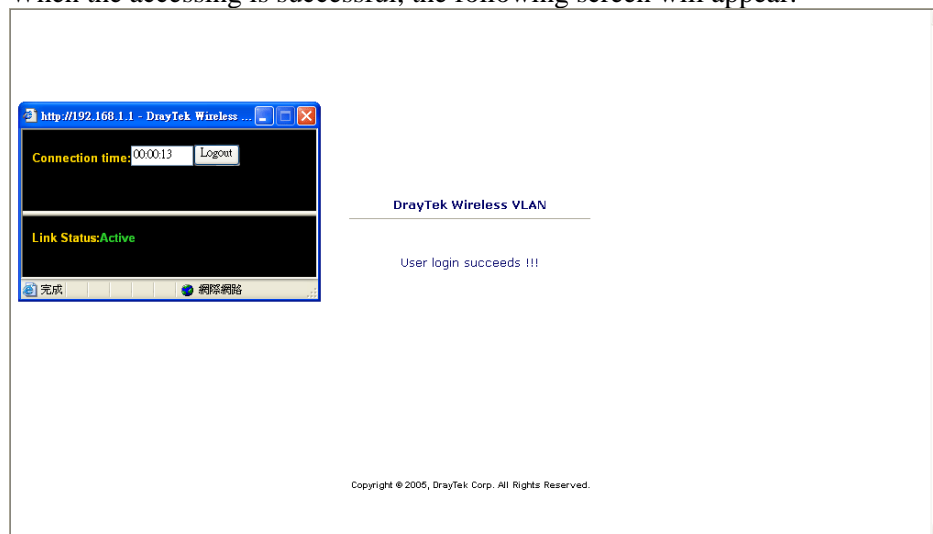 When the accessing is successful, the following screen will appear.
http://192.168.1.1 - DrayTek Wireless ...
Connection time:00:00:13 Logout
DrayTek Wireless VLAN
Link Status:Active
User login succeeds !!!
完成 網際網路
Copyright © 2005, DrayTek Corp. All Rights Reserved.